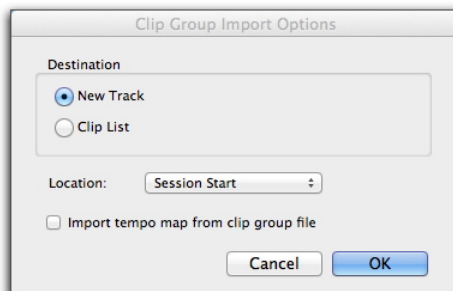 Clip Group Import Options
Destination
New Track
Clip List
Location: Session Start
Import tempo map from clip group file
Cancel OK